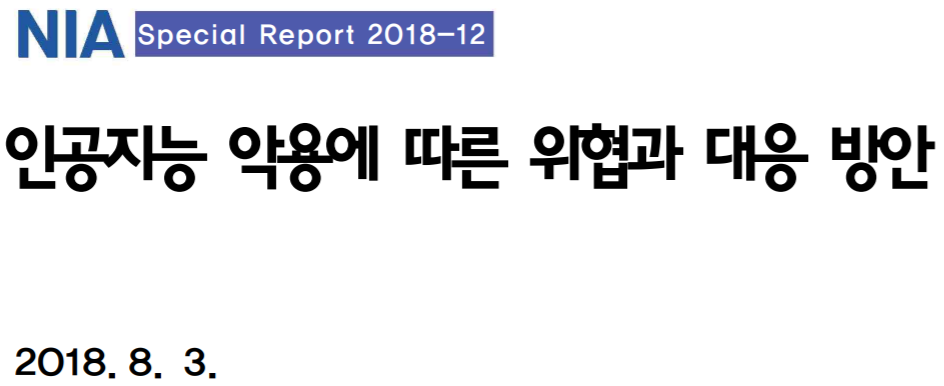 NIA Special Report 2018-12
인공지능 악용에 따른 위협과 대응 방안
2018. 8. 3.